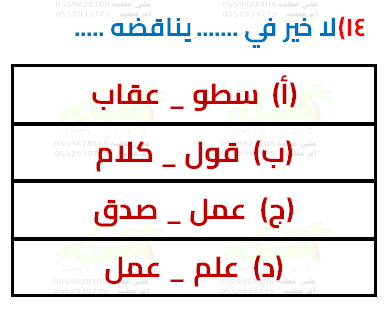 ١٤) لا خير في ....... يناقضه .....
(أ) سطو _ عقاب
(ب) قول _ كلام
(ج) عمل _ صدق
(د) علم _ عمل